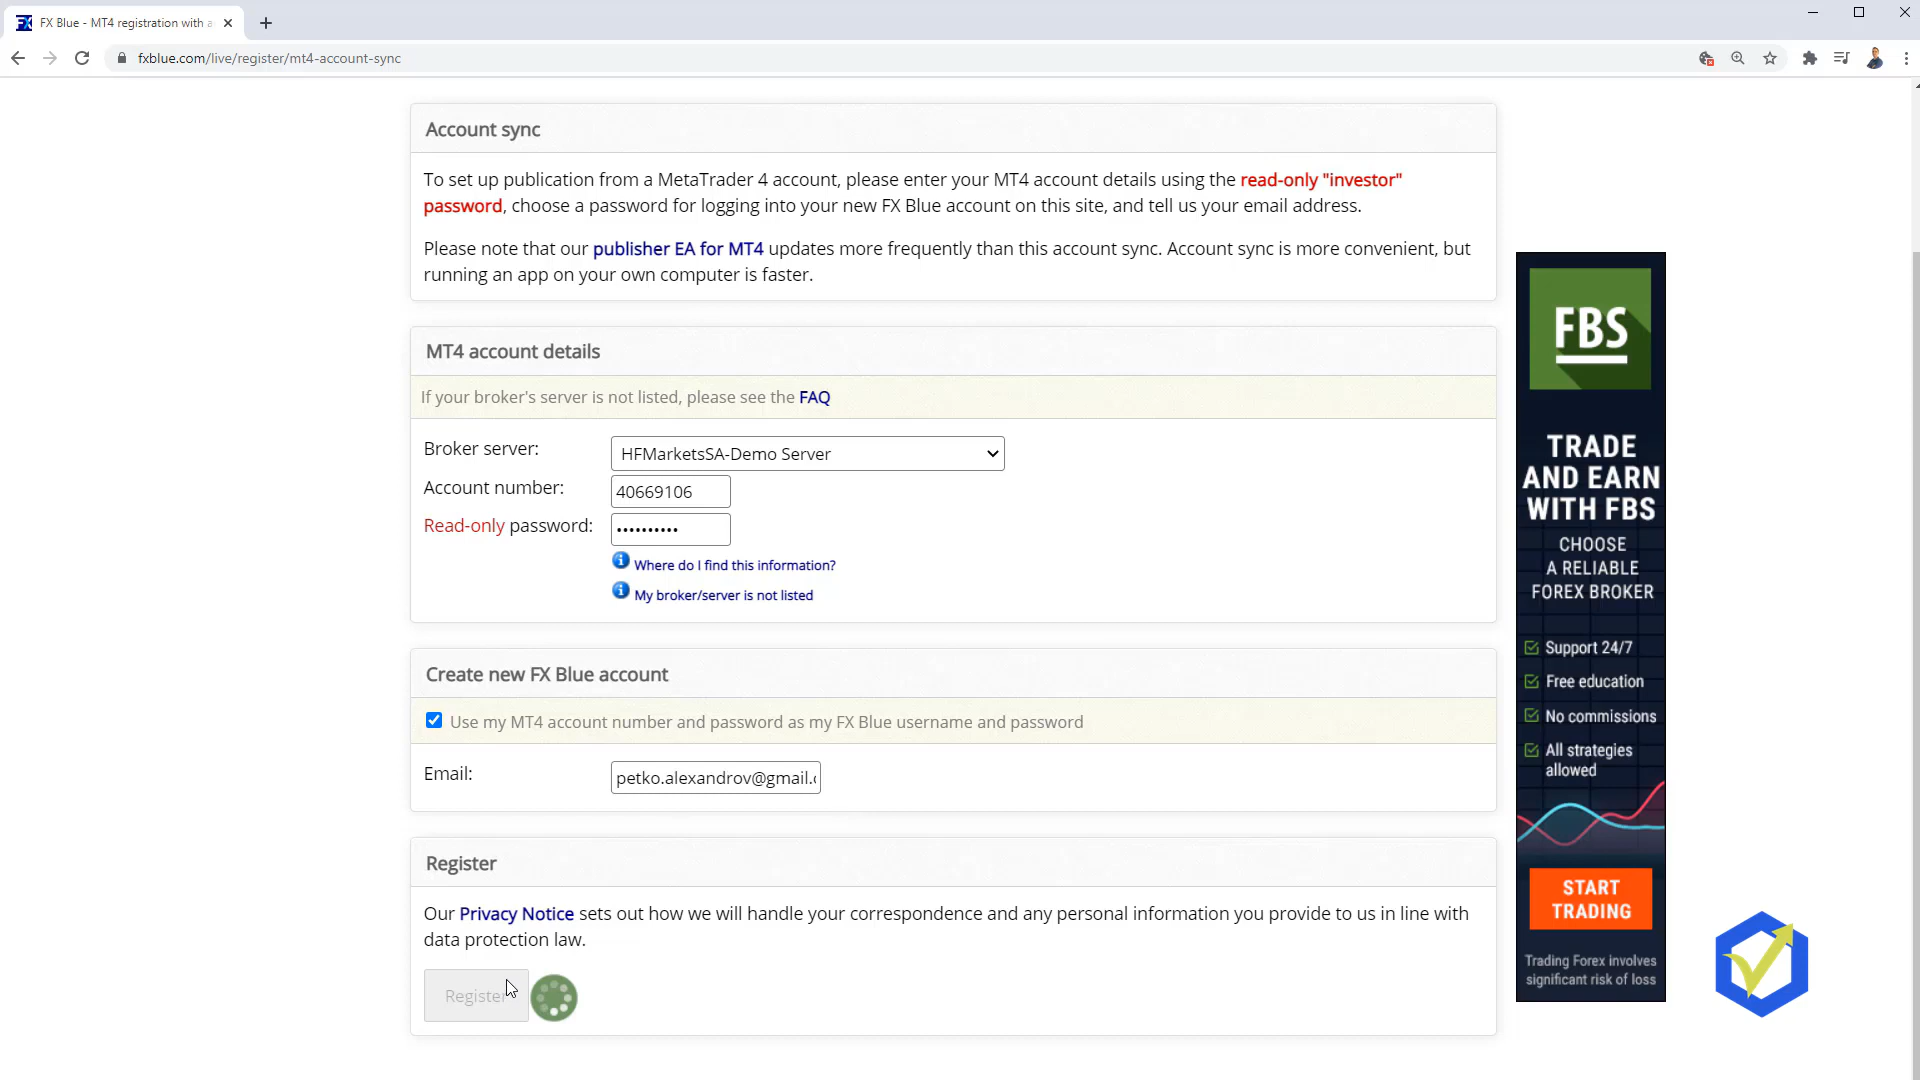 FX Blue - MT4 registration with a
fxblue.com/live/register/mt4-account-sync
Account sync
To set up publication from a MetaTrader 4 account, please enter your MT4 account details using the read-only "investor"
password, choose a password for logging into your new FX Blue account on this site, and tell us your email address.
Please note that our publisher EA for MT4 updates more frequently than this account sync. Account sync is more convenient, but
running an app on your own computer is faster.
MT4 account details
If your broker's server is not listed, please see the FAQ
Broker server:
HFMarketsSA-Demo Server
Account number:
40669106
Read-only password:
••••••••••
Where do I find this information?
My broker/server is not listed
Create new FX Blue account
Use my MT4 account number and password as my FX Blue username and password
Email:
petko.alexandrov@gmail.c
Register
Our Privacy Notice sets out how we will handle your correspondence and any personal information you provide to us in line with
data protection law.
Register
FBS
TRADE
AND EARN
WITH FBS
CHOOSE
A RELIABLE
FOREX BROKER
Support 24/7
Free education
No commissions
All strategies
allowed
START
TRADING
Trading Forex involves
significant risk of loss